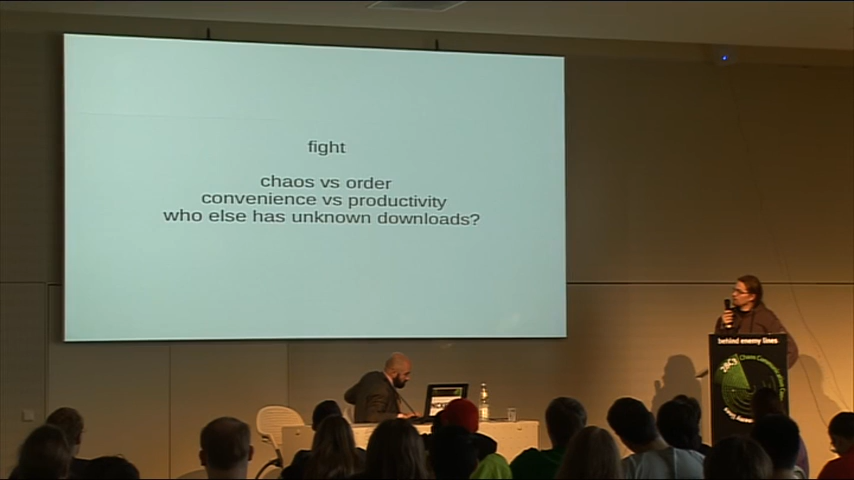 fight
chaos vs order
convenience vs productivity
who else has unknown downloads?
behind enemy lines